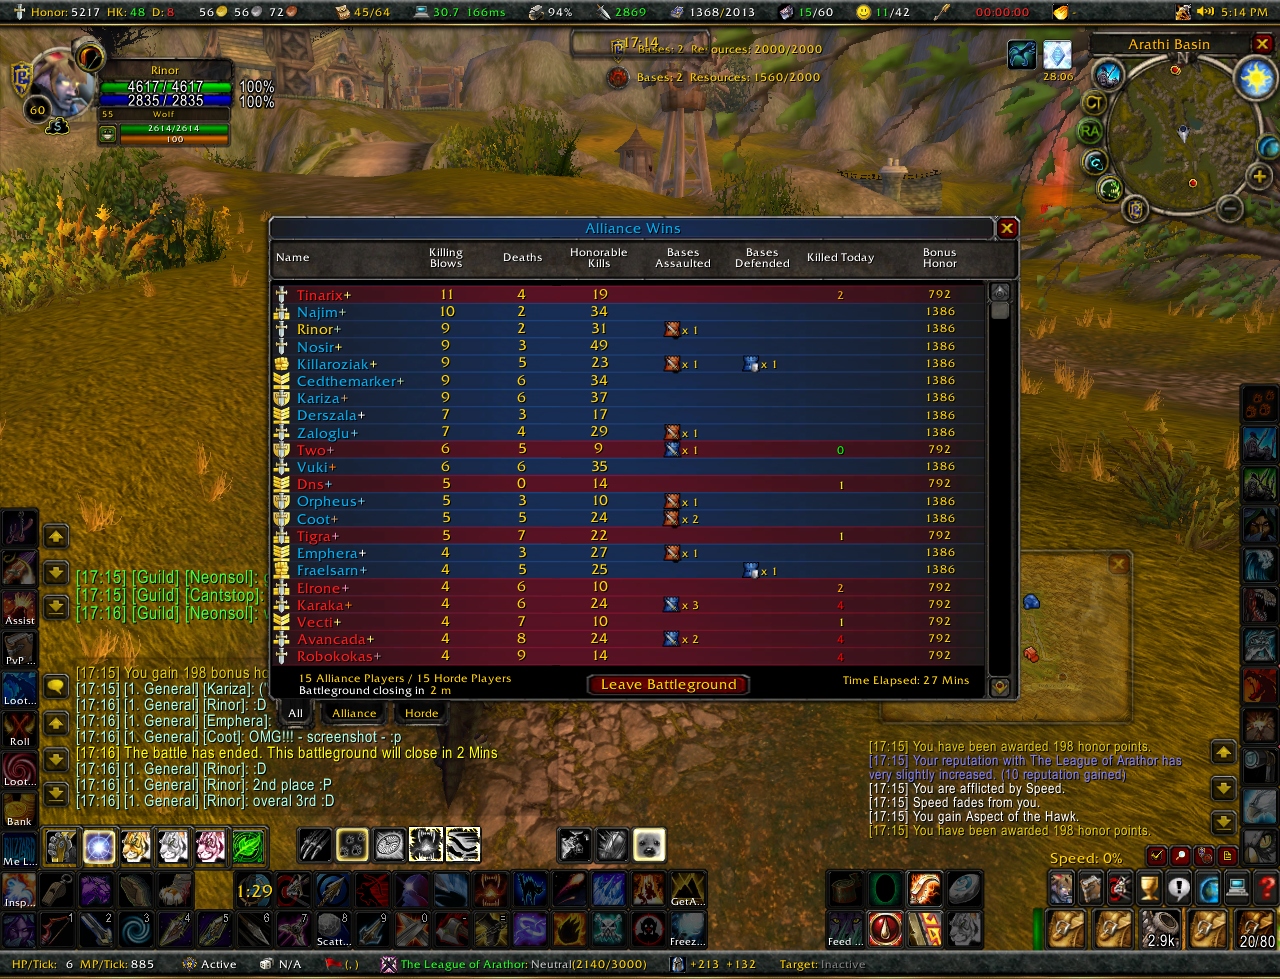 Honor: 5217 HK: 48 D: 8 56 56 72 45/64 30.7 166ms 94% 2869 1368/2013 15/60 11/42 00:00:00 - 5:14 PM
17:14
Bases: 2 Resources: 2000/2000
Bases: 2 Resources: 1560/2000
Arathi Basin
N
28:06
CT
RA
Rinor
4617 / 4617 100%
2835 / 2835 100%
60
S
55 Wolf
2614/2614
100
Alliance Wins
Name Killing Blows Deaths Honorable Kills Bases Assaulted Bases Defended Killed Today Bonus Honor
Tinarix+ 11 4 19 2 792
Najim+ 10 2 34 1386
Rinor+ 9 2 31 x 1 1386
Nosir+ 9 3 49 1386
Killaroziak+ 9 5 23 x 1 x 1 1386
Cedthemarker+ 9 6 34 1386
Kariza+ 9 6 37 1386
Derszala+ 7 3 17 1386
Zaloglu+ 7 4 29 x 1 1386
Two+ 6 5 9 x 1 0 792
Vuki+ 6 6 35 1386
Dns+ 5 0 14 1 792
Orpheus+ 5 3 10 x 1 1386
Coot+ 5 5 24 x 2 1386
Tigra+ 5 7 22 1 792
Emphera+ 4 3 27 x 1 1386
Fraelsarn+ 4 5 25 x 1 1386
Elrone+ 4 6 10 2 792
Karaka+ 4 6 24 x 3 4 792
Vecti+ 4 7 10 1 792
Avancada+ 4 8 24 x 2 4 792
Robokokas+ 4 9 14 4 792
15 Alliance Players / 15 Horde Players
Battleground closing in 2 m
Leave Battleground
Time Elapsed: 27 Mins
All Alliance Horde
[17:15] [Guild] [Neonsol]:
[17:15] [Guild] [Cantstop]:
[17:16] [Guild] [Neonsol]:
[17:15] You gain 198 bonus ho
[17:15] [1. General] [Kariza]: (
[17:16] [1. General] [Rinor]: :D
[17:16] [1. General] [Emphera]:
[17:16] [1. General] [Coot]: OMG!!! - screenshot - :p
[17:16] The battle has ended. This battleground will close in 2 Mins
[17:16] [1. General] [Rinor]: :D
[17:16] [1. General] [Rinor]: 2nd place :P
[17:16] [1. General] [Rinor]: overal 3rd :D
[17:15] You have been awarded 198 honor points.
[17:15] Your reputation with The League of Arathor has
very slightly increased. (10 reputation gained)
[17:15] You are afflicted by Speed.
[17:15] Speed fades from you.
[17:15] You gain Aspect of the Hawk.
[17:15] You have been awarded 198 honor points.
Assist
PvP ...
Loot...
Roll
Loot...
Bank
Me L...
Insp...
Speed: 0%
1:29
GetA...
1 2 3 4 5 6 7 8 9 0 - =
Scatt...
Freez...
Feed ...
2.9k
20/80
HP/Tick: 6 MP/Tick: 885 Active N/A (,) The League of Arathor: Neutral(2140/3000) +213 +132 Target: Inactive